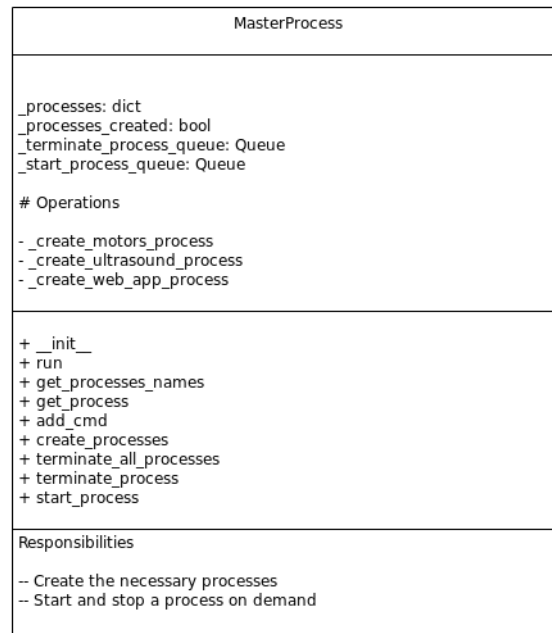 MasterProcess
_processes: dict
_processes_created: bool
_terminate_process_queue: Queue
_start_process_queue: Queue
# Operations
- _create_motors_process
- _create_ultrasound_process
- _create_web_app_process
+ __init__
+ run
+ get_processes_names
+ get_process
+ add_cmd
+ create_processes
+ terminate_all_processes
+ terminate_process
+ start_process
Responsibilities
-- Create the necessary processes
-- Start and stop a process on demand